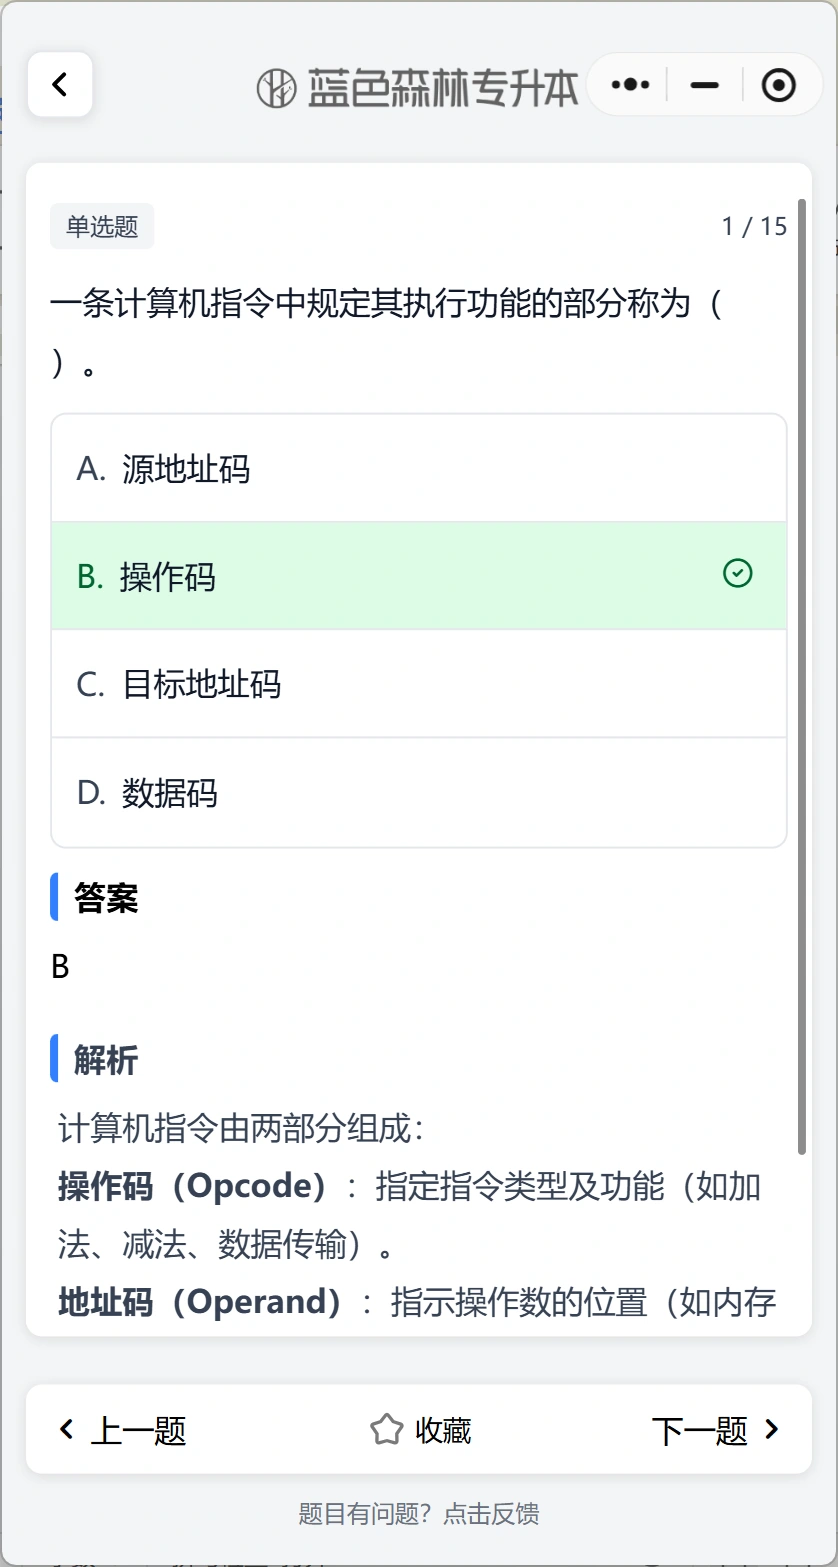 蓝色森林专升本
单选题
1 / 15
一条计算机指令中规定其执行功能的部分称为（
）。
A. 源地址码
B. 操作码
C. 目标地址码
D. 数据码
答案
B
解析
计算机指令由两部分组成：
操作码（Opcode）：指定指令类型及功能（如加
法、减法、数据传输）。
地址码（Operand）：指示操作数的位置（如内存
上一题
收藏
下一题
题目有问题？点击反馈